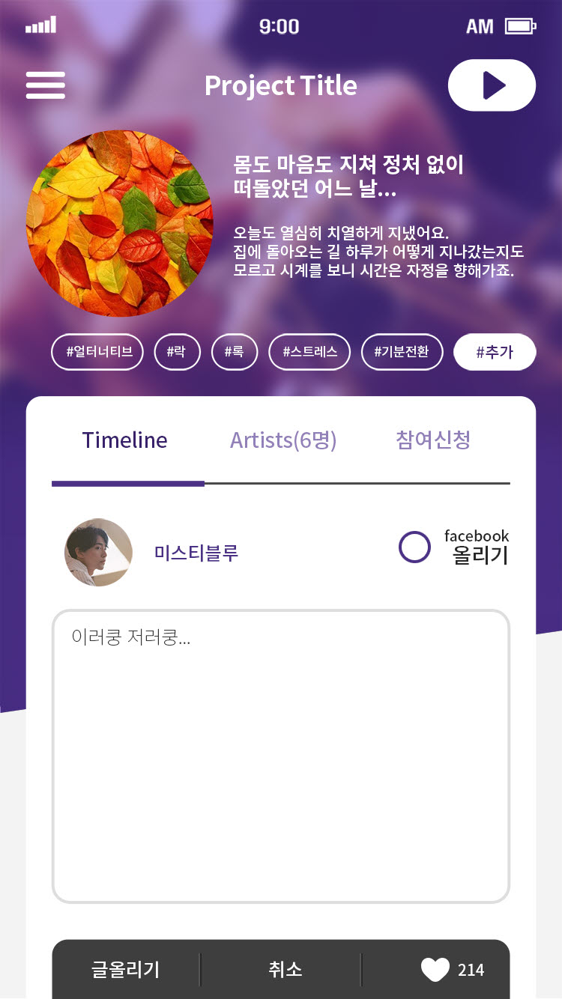 9:00 AM
Project Title
몸도 마음도 지쳐 정처 없이
떠돌았던 어느 날...
오늘도 열심히 치열하게 지냈어요.
집에 돌아오는 길 하루가 어떻게 지나갔는지도
모르고 시계를 보니 시간은 자정을 향해가죠.
#얼터너티브 #락 #록 #스트레스 #기분전환 #추가
Timeline Artists(6명) 참여신청
미스티블루
facebook
올리기
이러쿵 저러쿵...
글올리기 취소 214